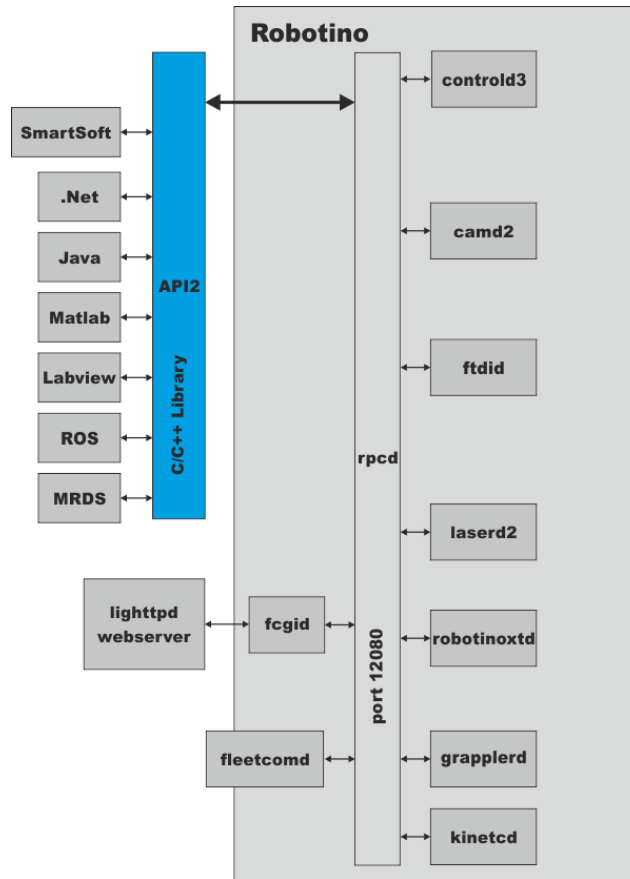 Robotino
controld3
SmartSoft
.Net
camd2
Java
API2
Matlab
ftdid
Labview
C/C++ Library
ROS
rpcd
MRDS
laserd2
lighttpd
webserver
fcgid
robotinoxtd
port 12080
fleetcomd
grapplerd
kinetcd